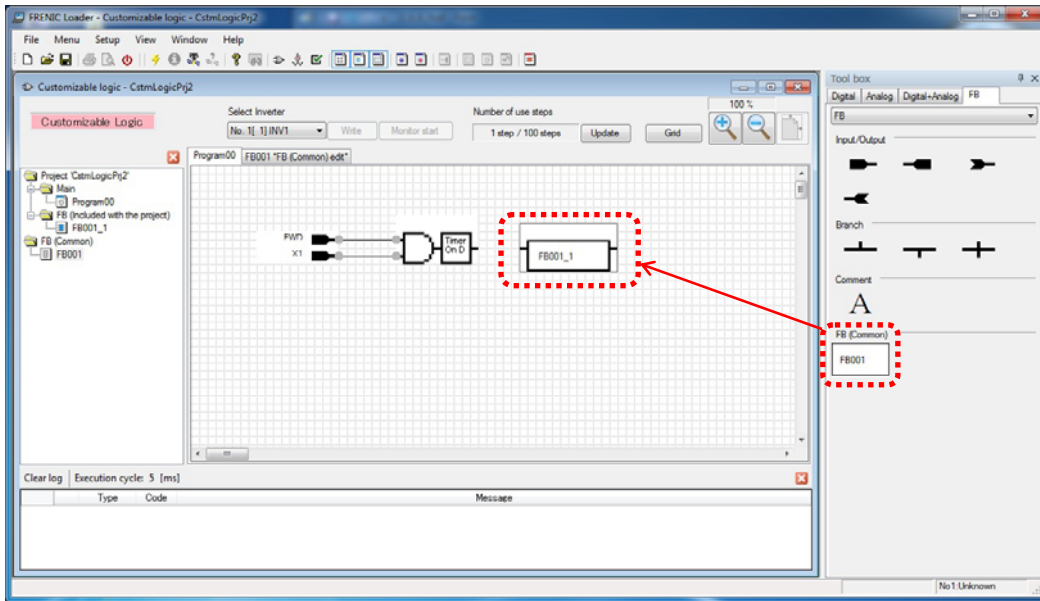 FRENIC Loader - Customizable logic - CstmLogicPrj2
File Menu Setup View Window Help
Customizable logic - CstmLogicPrj2
Customizable Logic
Select Inverter
No. 1[ 1] INV1
Write
Monitor start
Number of use steps
1 step / 100 steps
Update
Grid
100 %
Program00
FB001 "FB (Common) edt"
Project 'CstmLogicPrj2'
Main
Program00
FB (Included with the project)
FB001_1
FB (Common)
FB001
FWD
X1
Timer
On D
FB001_1
Clear log
Execution cycle: 5 [ms]
Type Code Message
Tool box
Digital Analog Digital+Analog FB
FB
Input/Output
Branch
Comment
A
FB (Common)
FB001
No1:Unknown